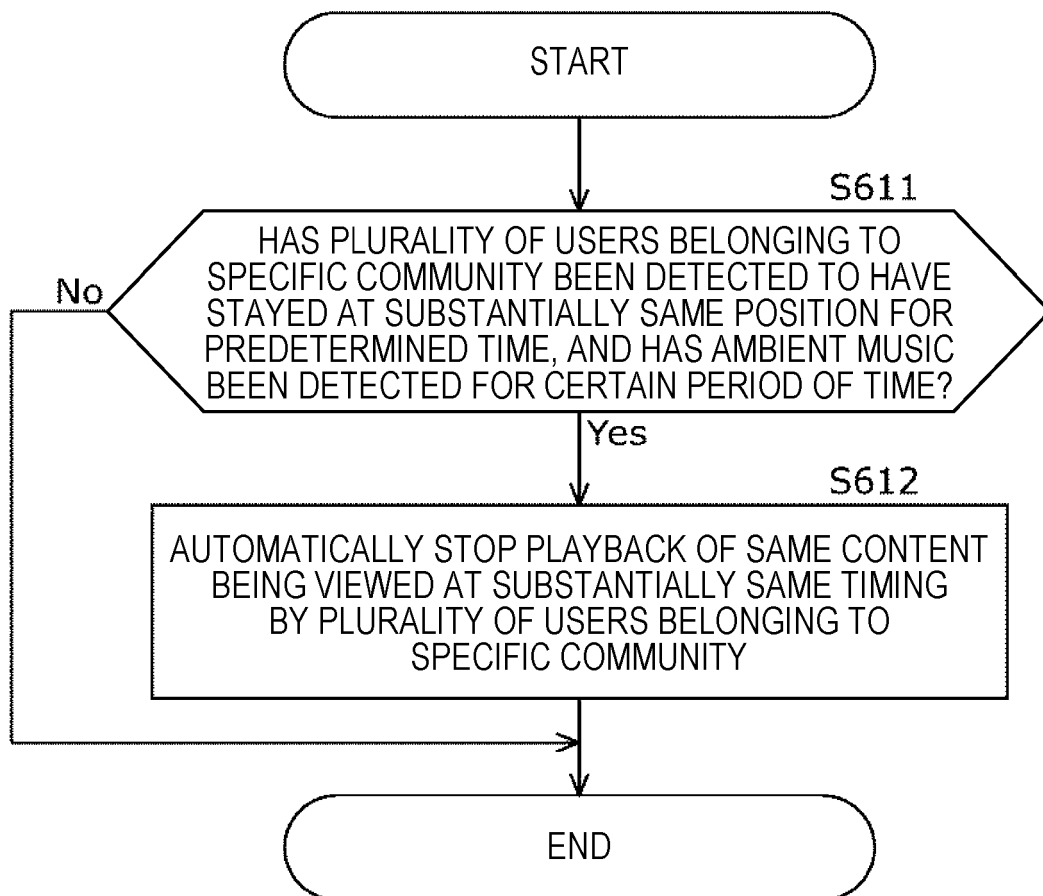 START
S611
HAS PLURALITY OF USERS BELONGING TO
SPECIFIC COMMUNITY BEEN DETECTED TO HAVE
STAYED AT SUBSTANTIALLY SAME POSITION FOR
PREDETERMINED TIME, AND HAS AMBIENT MUSIC
BEEN DETECTED FOR CERTAIN PERIOD OF TIME?
No
Yes
S612
AUTOMATICALLY STOP PLAYBACK OF SAME CONTENT
BEING VIEWED AT SUBSTANTIALLY SAME TIMING
BY PLURALITY OF USERS BELONGING TO
SPECIFIC COMMUNITY
END